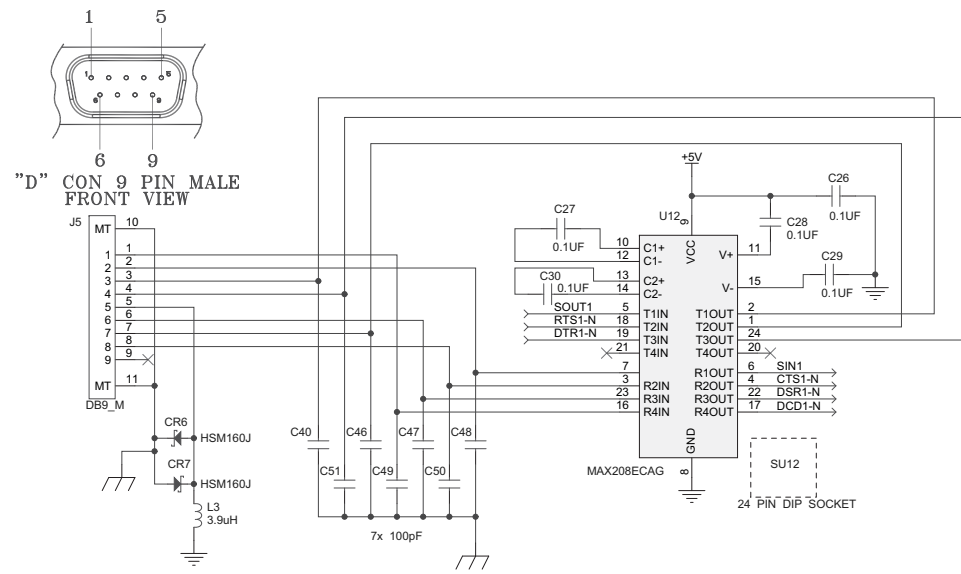 1 5
1 5
6 9
6 9
"D" CON 9 PIN MALE
FRONT VIEW
J5
MT 10
1 1
2 2
3 3
4 4
5 5
6 6
7 7
8 8
9 9
MT 11
DB9_M
CR6
HSM160J
CR7
HSM160J
L3
3.9uH
C40
C46
C47
C48
C51
C49
C50
7x 100pF
+5V
C26
0.1UF
C27
0.1UF
C28
0.1UF
C29
0.1UF
C30
0.1UF
U12
9
VCC
10 C1+
12 C1-
13 C2+
14 C2-
SOUT1 5 T1IN
RTS1-N 18 T2IN
DTR1-N 19 T3IN
21 T4IN
7
3 R2IN
23 R3IN
16 R4IN
V+ 11
V- 15
T1OUT 2
T2OUT 1
T3OUT 24
T4OUT 20
R1OUT 6 SIN1
R2OUT 4 CTS1-N
R3OUT 22 DSR1-N
R4OUT 17 DCD1-N
GND
8
MAX208ECAG
SU12
24 PIN DIP SOCKET